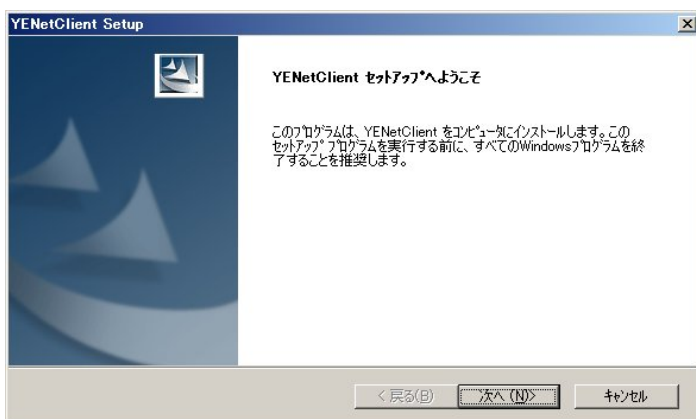 YENetClient Setup
YENetClient ｾｯﾄｱｯﾌﾟへようこそ
このﾌﾟﾛｸﾞﾗﾑは、YENetClient をｺﾝﾋﾟｭｰﾀにインストールします。この
ｾｯﾄｱｯﾌﾟ ﾌﾟﾛｸﾞﾗﾑを実行する前に、すべてのWindowsﾌﾟﾛｸﾞﾗﾑを終
了することを推奨します。
< 戻る(B)
次へ (N)>
ｷｬﾝｾﾙ